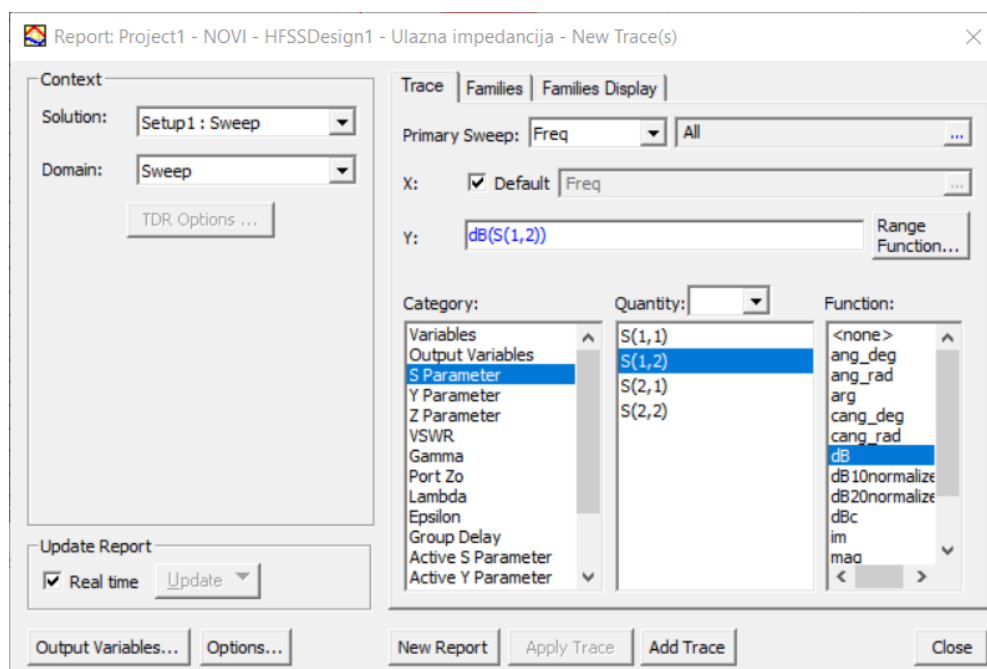 Report: Project1 - NOVI - HFSSDesign1 - Ulazna impedancija - New Trace(s)
Context
Solution:
Setup1 : Sweep
Domain:
Sweep
TDR Options ...
Update Report
Real time
Update
Output Variables...
Options...
Trace
Families
Families Display
Primary Sweep:
Freq
All
...
X:
Default
Freq
...
Y:
dB(S(1,2))
Range
Function...
Category:
Variables
Output Variables
S Parameter
Y Parameter
Z Parameter
VSWR
Gamma
Port Zo
Lambda
Epsilon
Group Delay
Active S Parameter
Active Y Parameter
Quantity:
S(1,1)
S(1,2)
S(2,1)
S(2,2)
Function:
<none>
ang_deg
ang_rad
arg
cang_deg
cang_rad
dB
dB10normalize
dB20normalize
dBc
im
mag
New Report
Apply Trace
Add Trace
Close